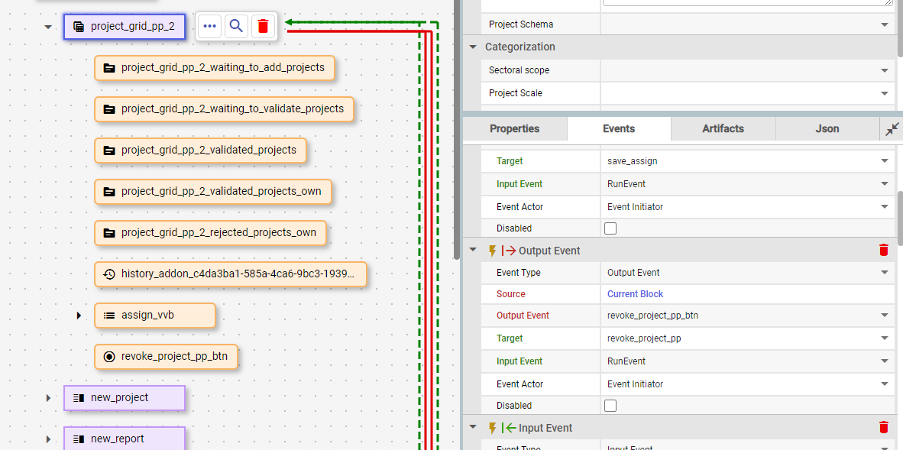 project_grid_pp_2
project_grid_pp_2_waiting_to_add_projects
project_grid_pp_2_waiting_to_validate_projects
project_grid_pp_2_validated_projects
project_grid_pp_2_validated_projects_own
project_grid_pp_2_rejected_projects_own
history_addon_c4da3ba1-585a-4ca6-9bc3-1939...
assign_vvb
revoke_project_pp_btn
new_project
new_report
Project Schema
Categorization
Sectoral scope
Project Scale
Properties Events Artifacts Json
Target save_assign
Input Event RunEvent
Event Actor Event Initiator
Disabled
Output Event
Event Type Output Event
Source Current Block
Output Event revoke_project_pp_btn
Target revoke_project_pp
Input Event RunEvent
Event Actor Event Initiator
Disabled
Input Event
Event Type Input Event